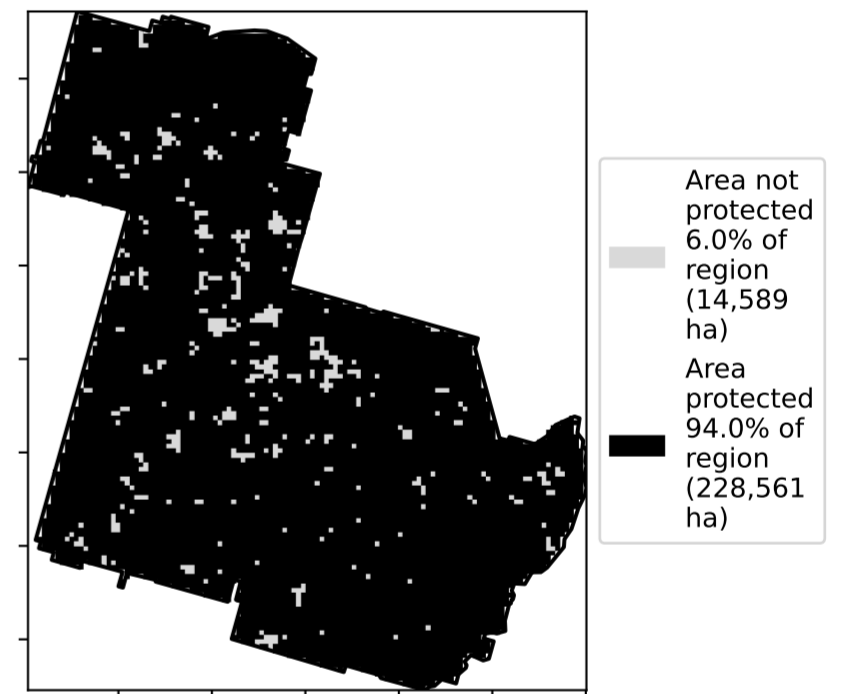 Area not
protected
6.0% of
region
(14,589
ha)
Area
protected
94.0% of
region
(228,561
ha)